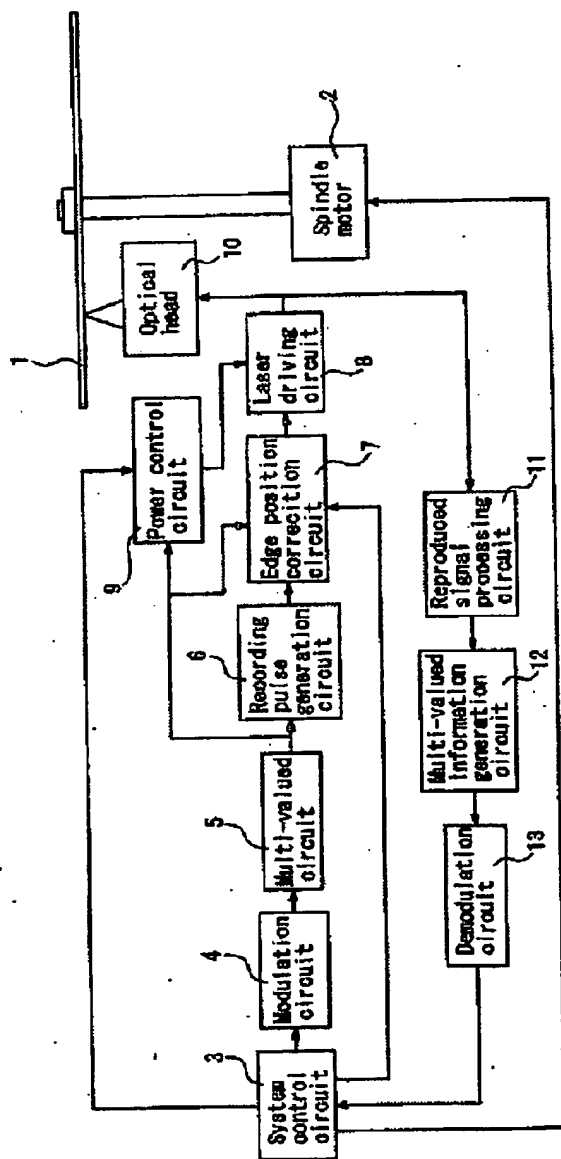 1
Optical
head
10
Spindle
motor
2
Power control
circuit
9
Laser
driving
circuit
8
Edge position
correcition
circuit
7
Recording
pulse
generation
circuit
6
Multi-valued
circuit
5
Modulation
circuit
4
System
control
circuit
3
Reproduced
signal
processing
circuit
11
Multi-valued
information
generation
circuit
12
Demodulation
circuit
13